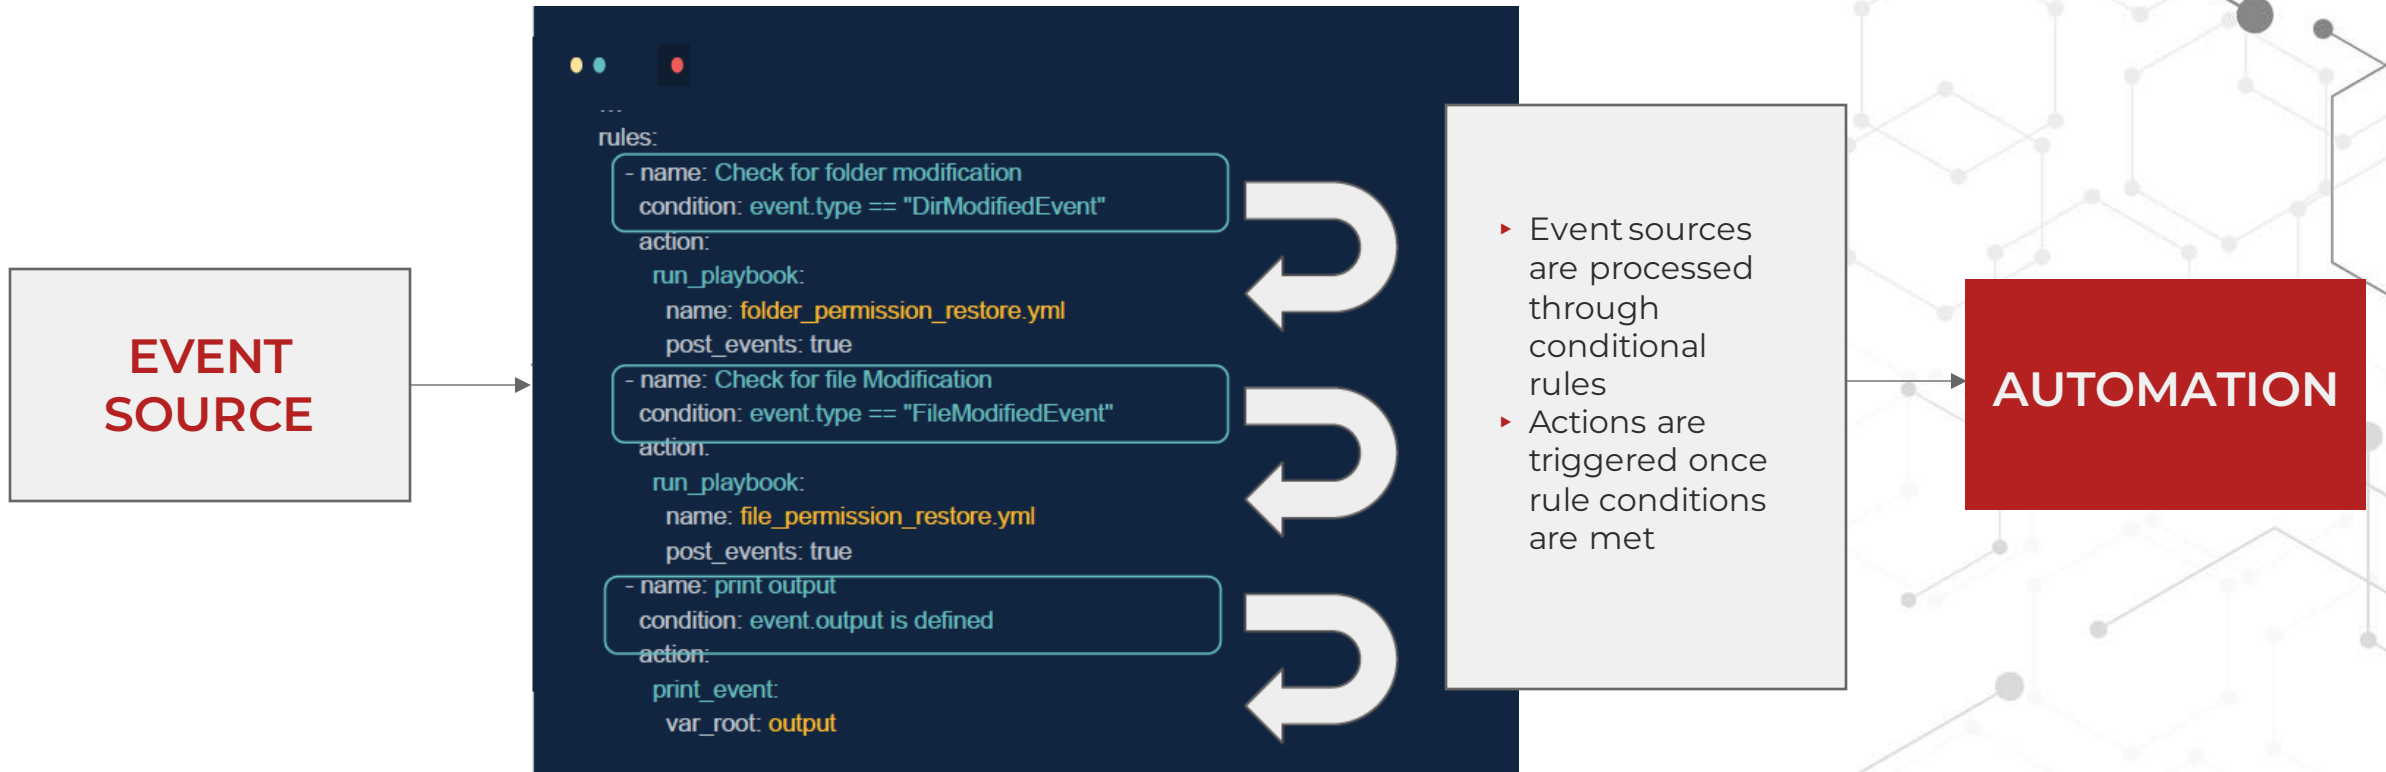 EVENT
SOURCE
---
rules:
- name: Check for folder modification
condition: event.type == "DirModifiedEvent"
action:
run_playbook:
name: folder_permission_restore.yml
post_events: true
- name: Check for file Modification
condition: event.type == "FileModifiedEvent"
action:
run_playbook:
name: file_permission_restore.yml
post_events: true
- name: print output
condition: event.output is defined
action:
print_event:
var_root: output
‣ Event sources
are processed
through
conditional
rules
‣ Actions are
triggered once
rule conditions
are met
AUTOMATION